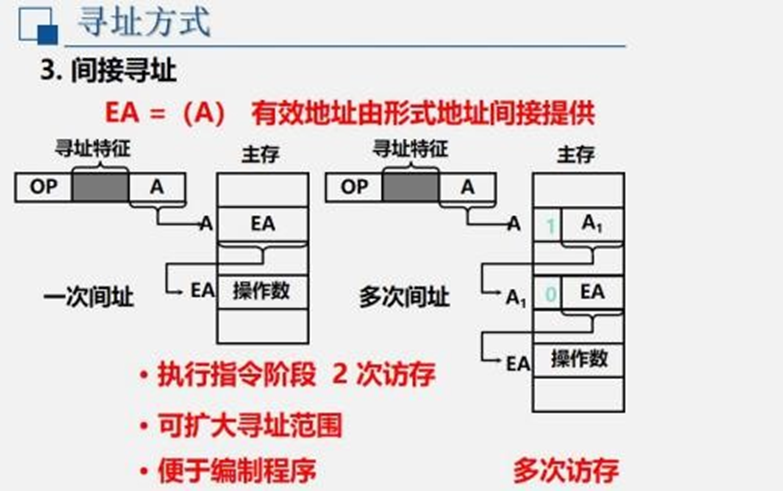 寻址方式
3. 间接寻址
EA =（A） 有效地址由形式地址间接提供
寻址特征
主存
OP
A
A
EA
EA
操作数
一次间址
寻址特征
主存
OP
A
A
1
A1
A1
0
EA
EA
操作数
多次间址
• 执行指令阶段 2 次访存
• 可扩大寻址范围
• 便于编制程序
多次访存